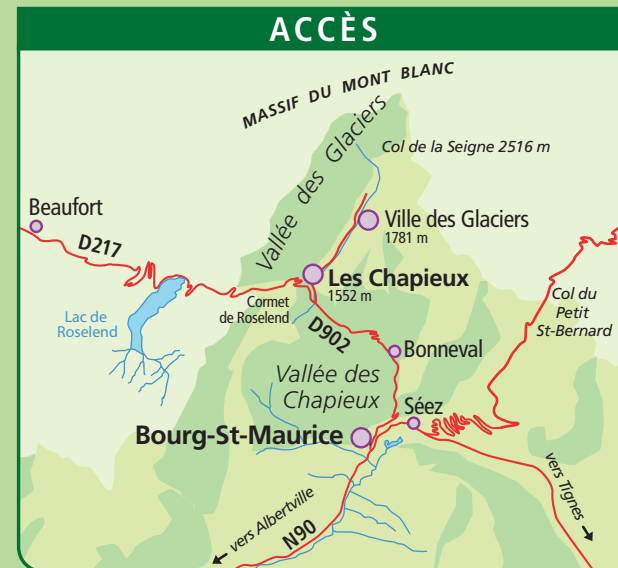 ACCÈS
MASSIF DU MONT BLANC
Vallée des Glaciers
Col de la Seigne 2516 m
Beaufort
D217
Ville des Glaciers
1781 m
Les Chapieux
1552 m
Cormet
de Roselend
Lac de
Roselend
D902
Col du
Petit
St-Bernard
Bonneval
Vallée des
Chapieux
Séez
Bourg-St-Maurice
vers Albertville
N90
vers Tignes